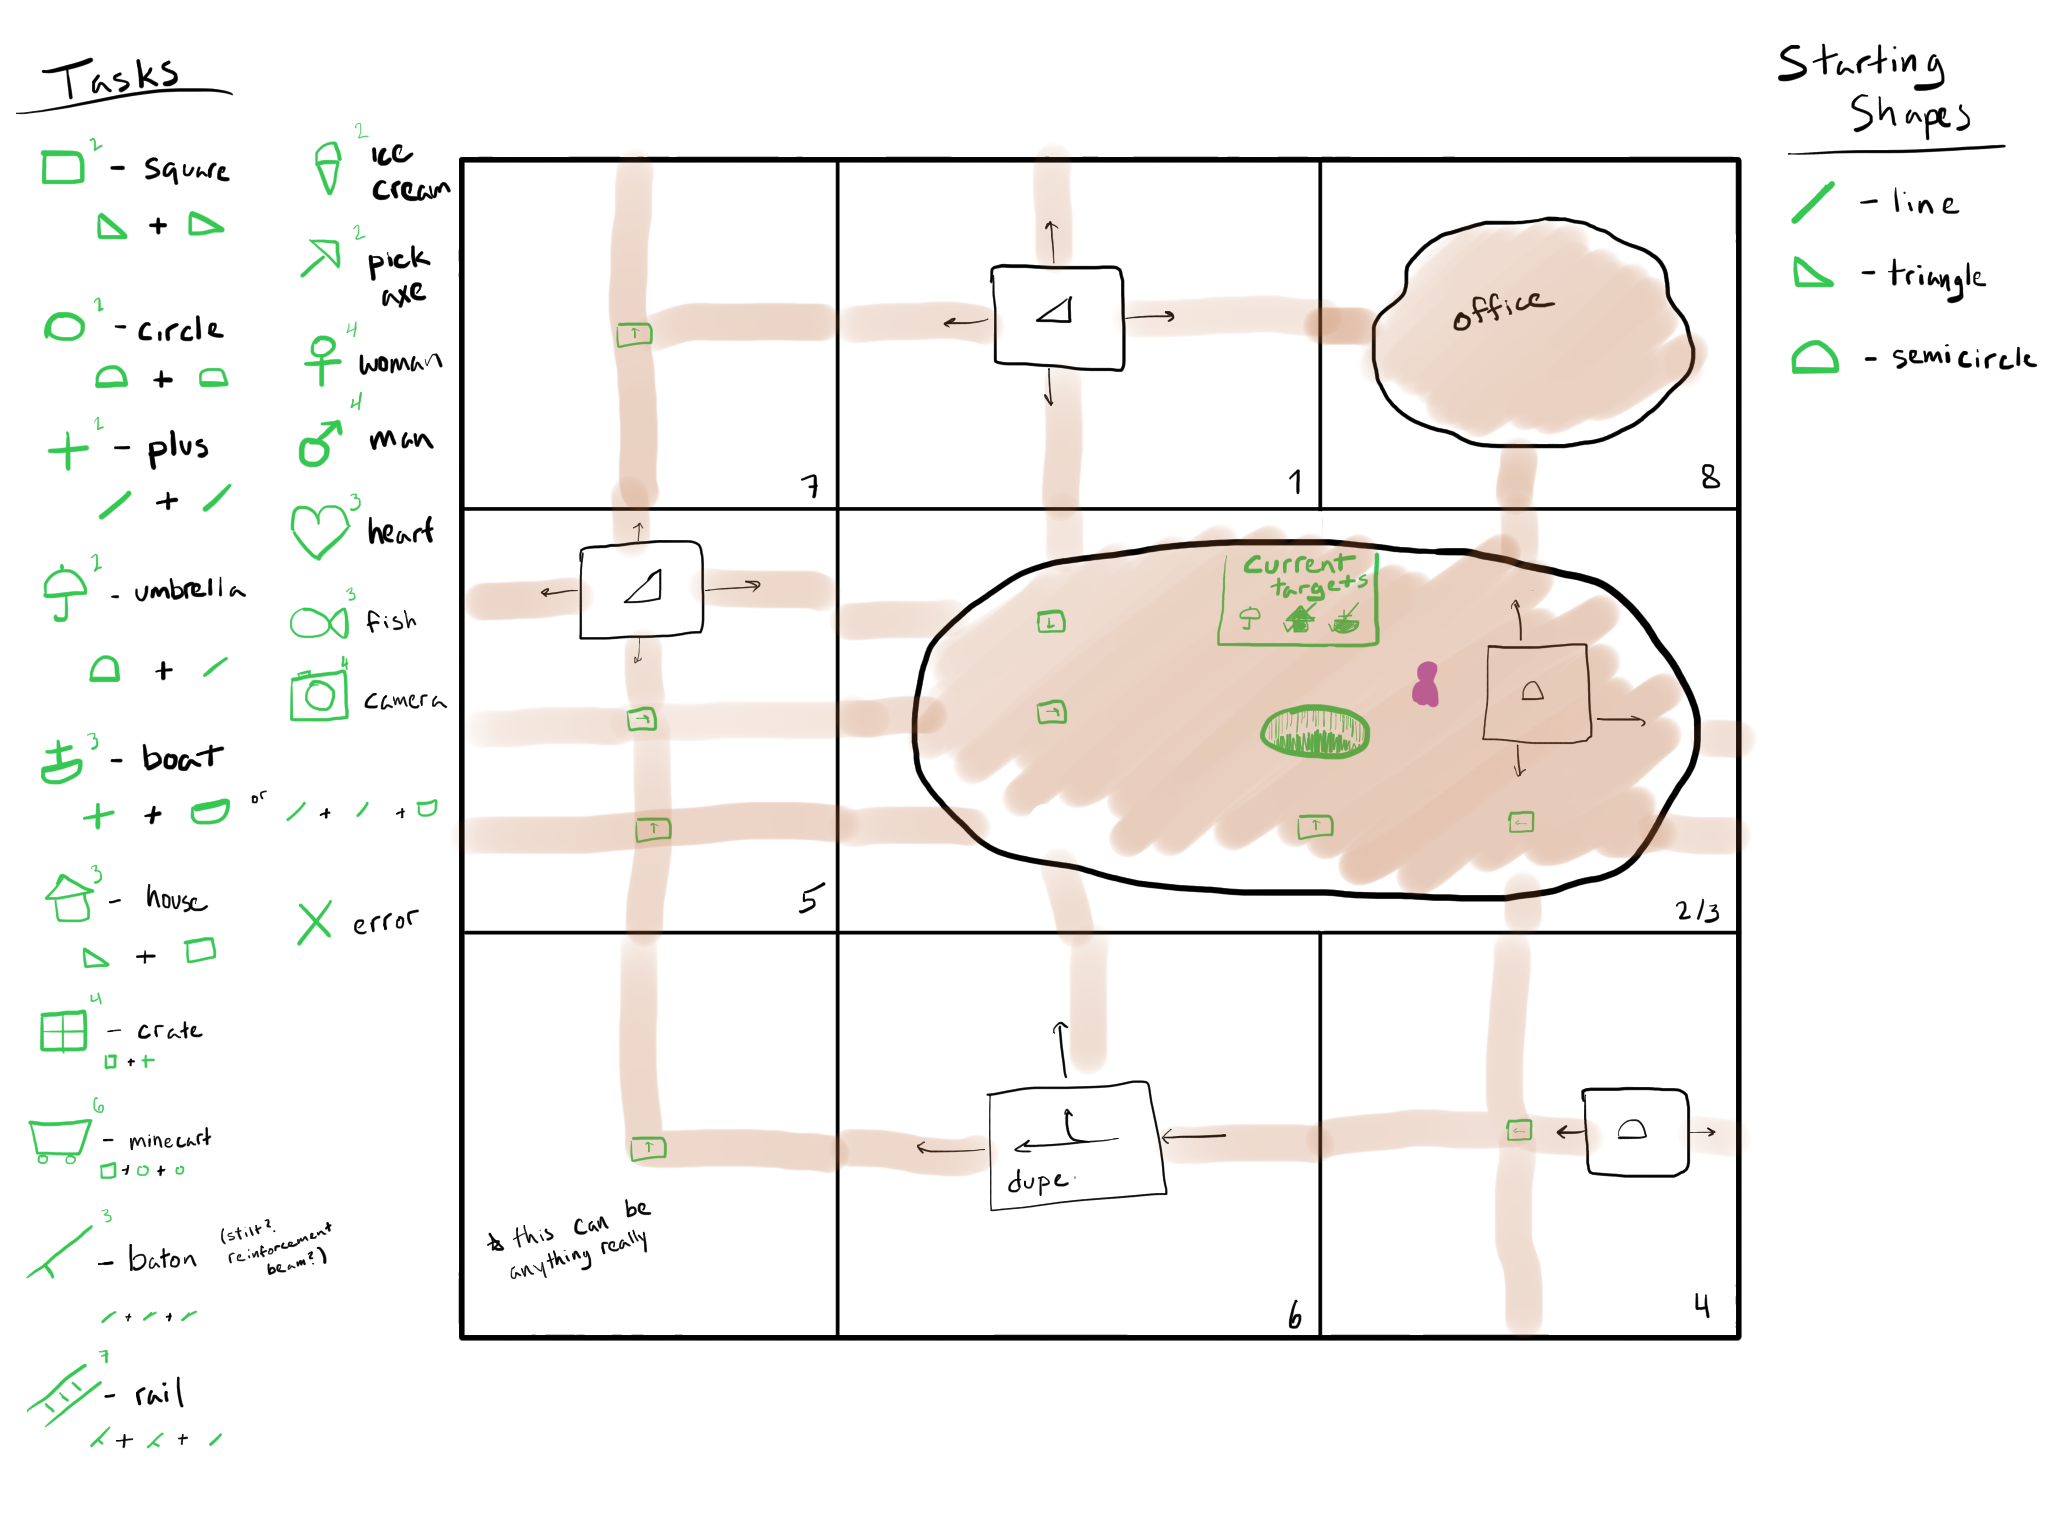 Tasks
2
- square
+
2
- circle
+
2
- plus
+
2
- umbrella
+
3
- boat
+ + or + +
3
- house
+
4
- crate
+ +
6
- minecart
+ +
3
- baton (stilt?
reinforcement
beam?)
+ +
7
- rail
+ +
2
ice
cream
2
pick
axe
4
woman
4
man
3
heart
3
fish
4
camera
X error
7
1
office
8
5
Current
targets
2/3
* this can be
anything really
dupe
6
4
Starting
Shapes
- line
- triangle
- semicircle